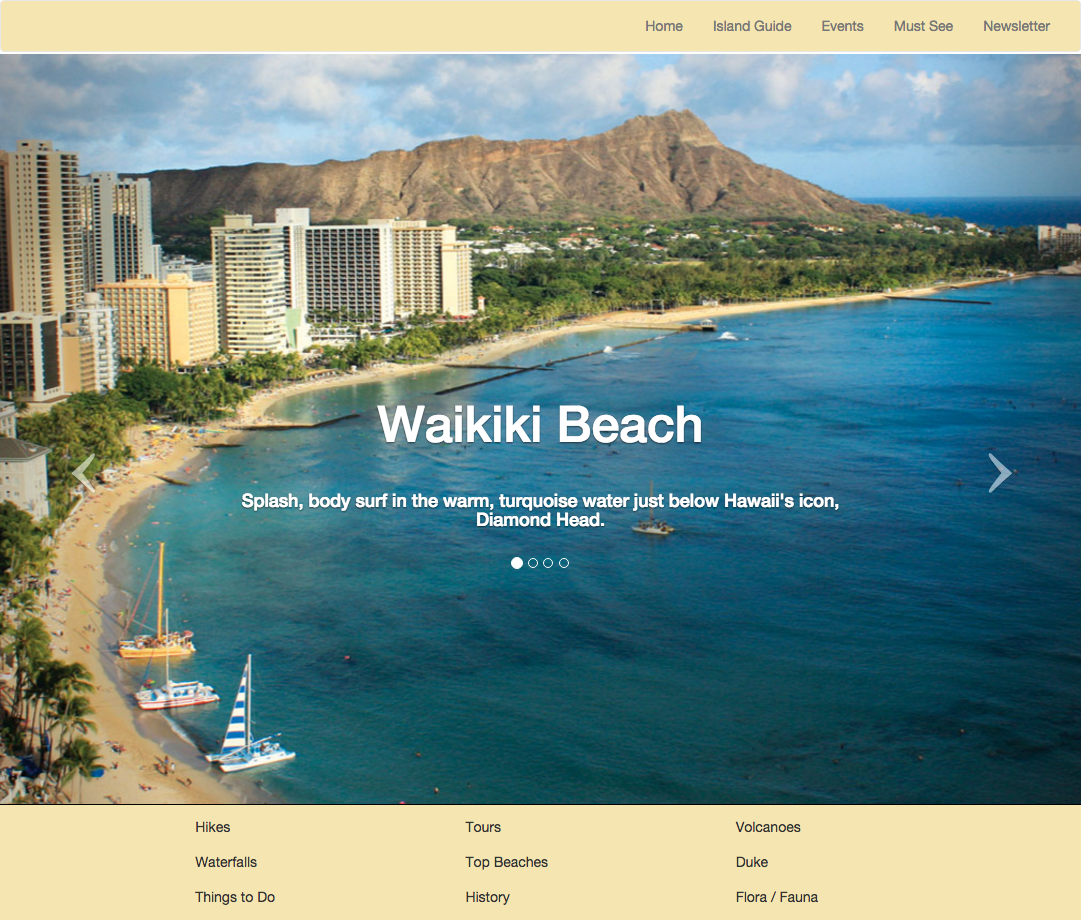 Home Island Guide Events Must See Newsletter
Waikiki Beach
Splash, body surf in the warm, turquoise water just below Hawaii's icon,
Diamond Head.
Hikes Tours Volcanoes
Waterfalls Top Beaches Duke
Things to Do History Flora / Fauna